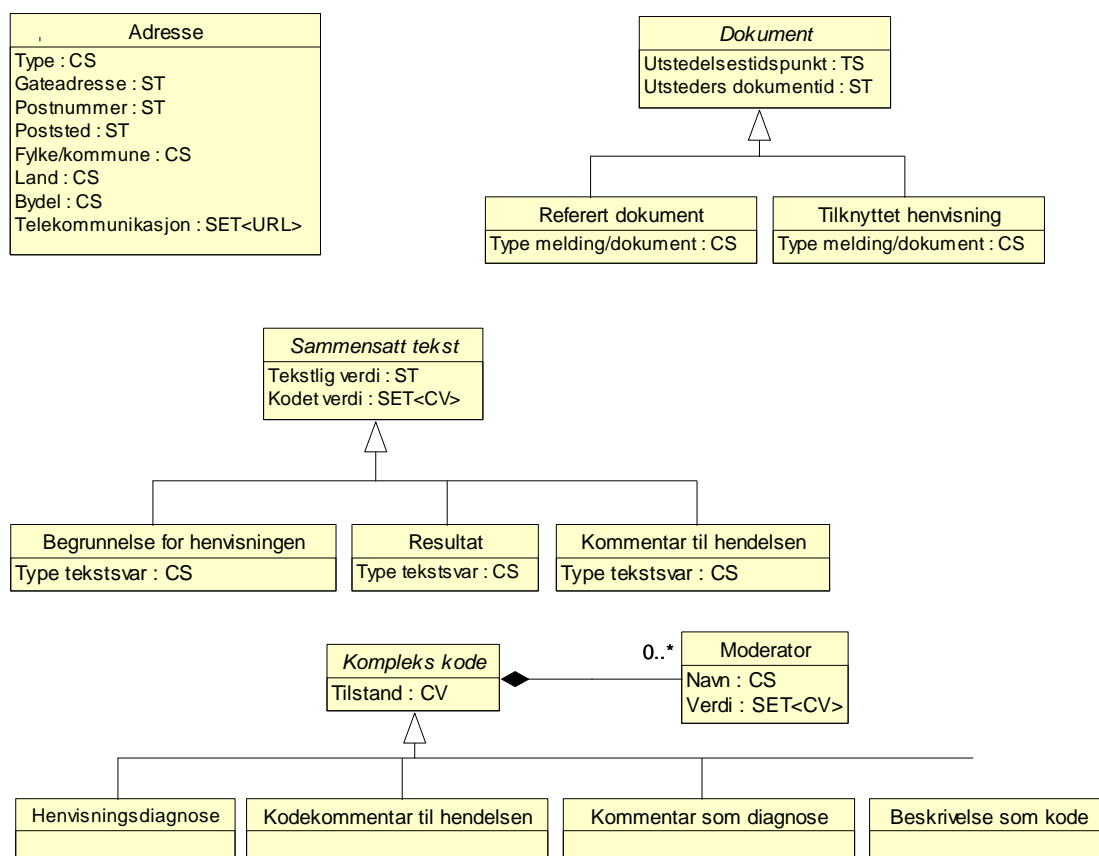 Adresse
Type : CS
Gateadresse : ST
Postnummer : ST
Poststed : ST
Fylke/kommune : CS
Land : CS
Bydel : CS
Telekommunikasjon : SET<URL>
Dokument
Utstedelsestidspunkt : TS
Utsteders dokumentid : ST
Referert dokument
Type melding/dokument : CS
Tilknyttet henvisning
Type melding/dokument : CS
Sammensatt tekst
Tekstlig verdi : ST
Kodet verdi : SET<CV>
Begrunnelse for henvisningen
Type tekstsvar : CS
Resultat
Type tekstsvar : CS
Kommentar til hendelsen
Type tekstsvar : CS
Kompleks kode
Tilstand : CV
0..*
Moderator
Navn : CS
Verdi : SET<CV>
Henvisningsdiagnose
Kodekommentar til hendelsen
Kommentar som diagnose
Beskrivelse som kode